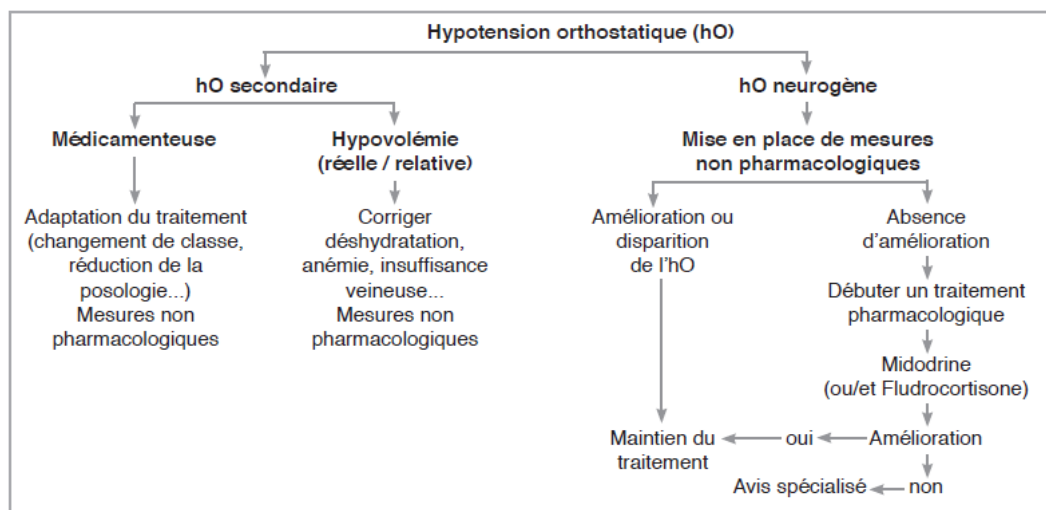 Hypotension orthostatique (hO)
hO secondaire
hO neurogène
Médicamenteuse
Hypovolémie
(réelle / relative)
Mise en place de mesures
non pharmacologiques
Adaptation du traitement
(changement de classe,
réduction de la
posologie...)
Mesures non
pharmacologiques
Corriger
déshydratation,
anémie, insuffisance
veineuse...
Mesures non
pharmacologiques
Amélioration ou
disparition
de l'hO
Absence
d'amélioration
Débuter un traitement
pharmacologique
Midodrine
(ou/et Fludrocortisone)
Maintien du
traitement
oui
Amélioration
Avis spécialisé
non